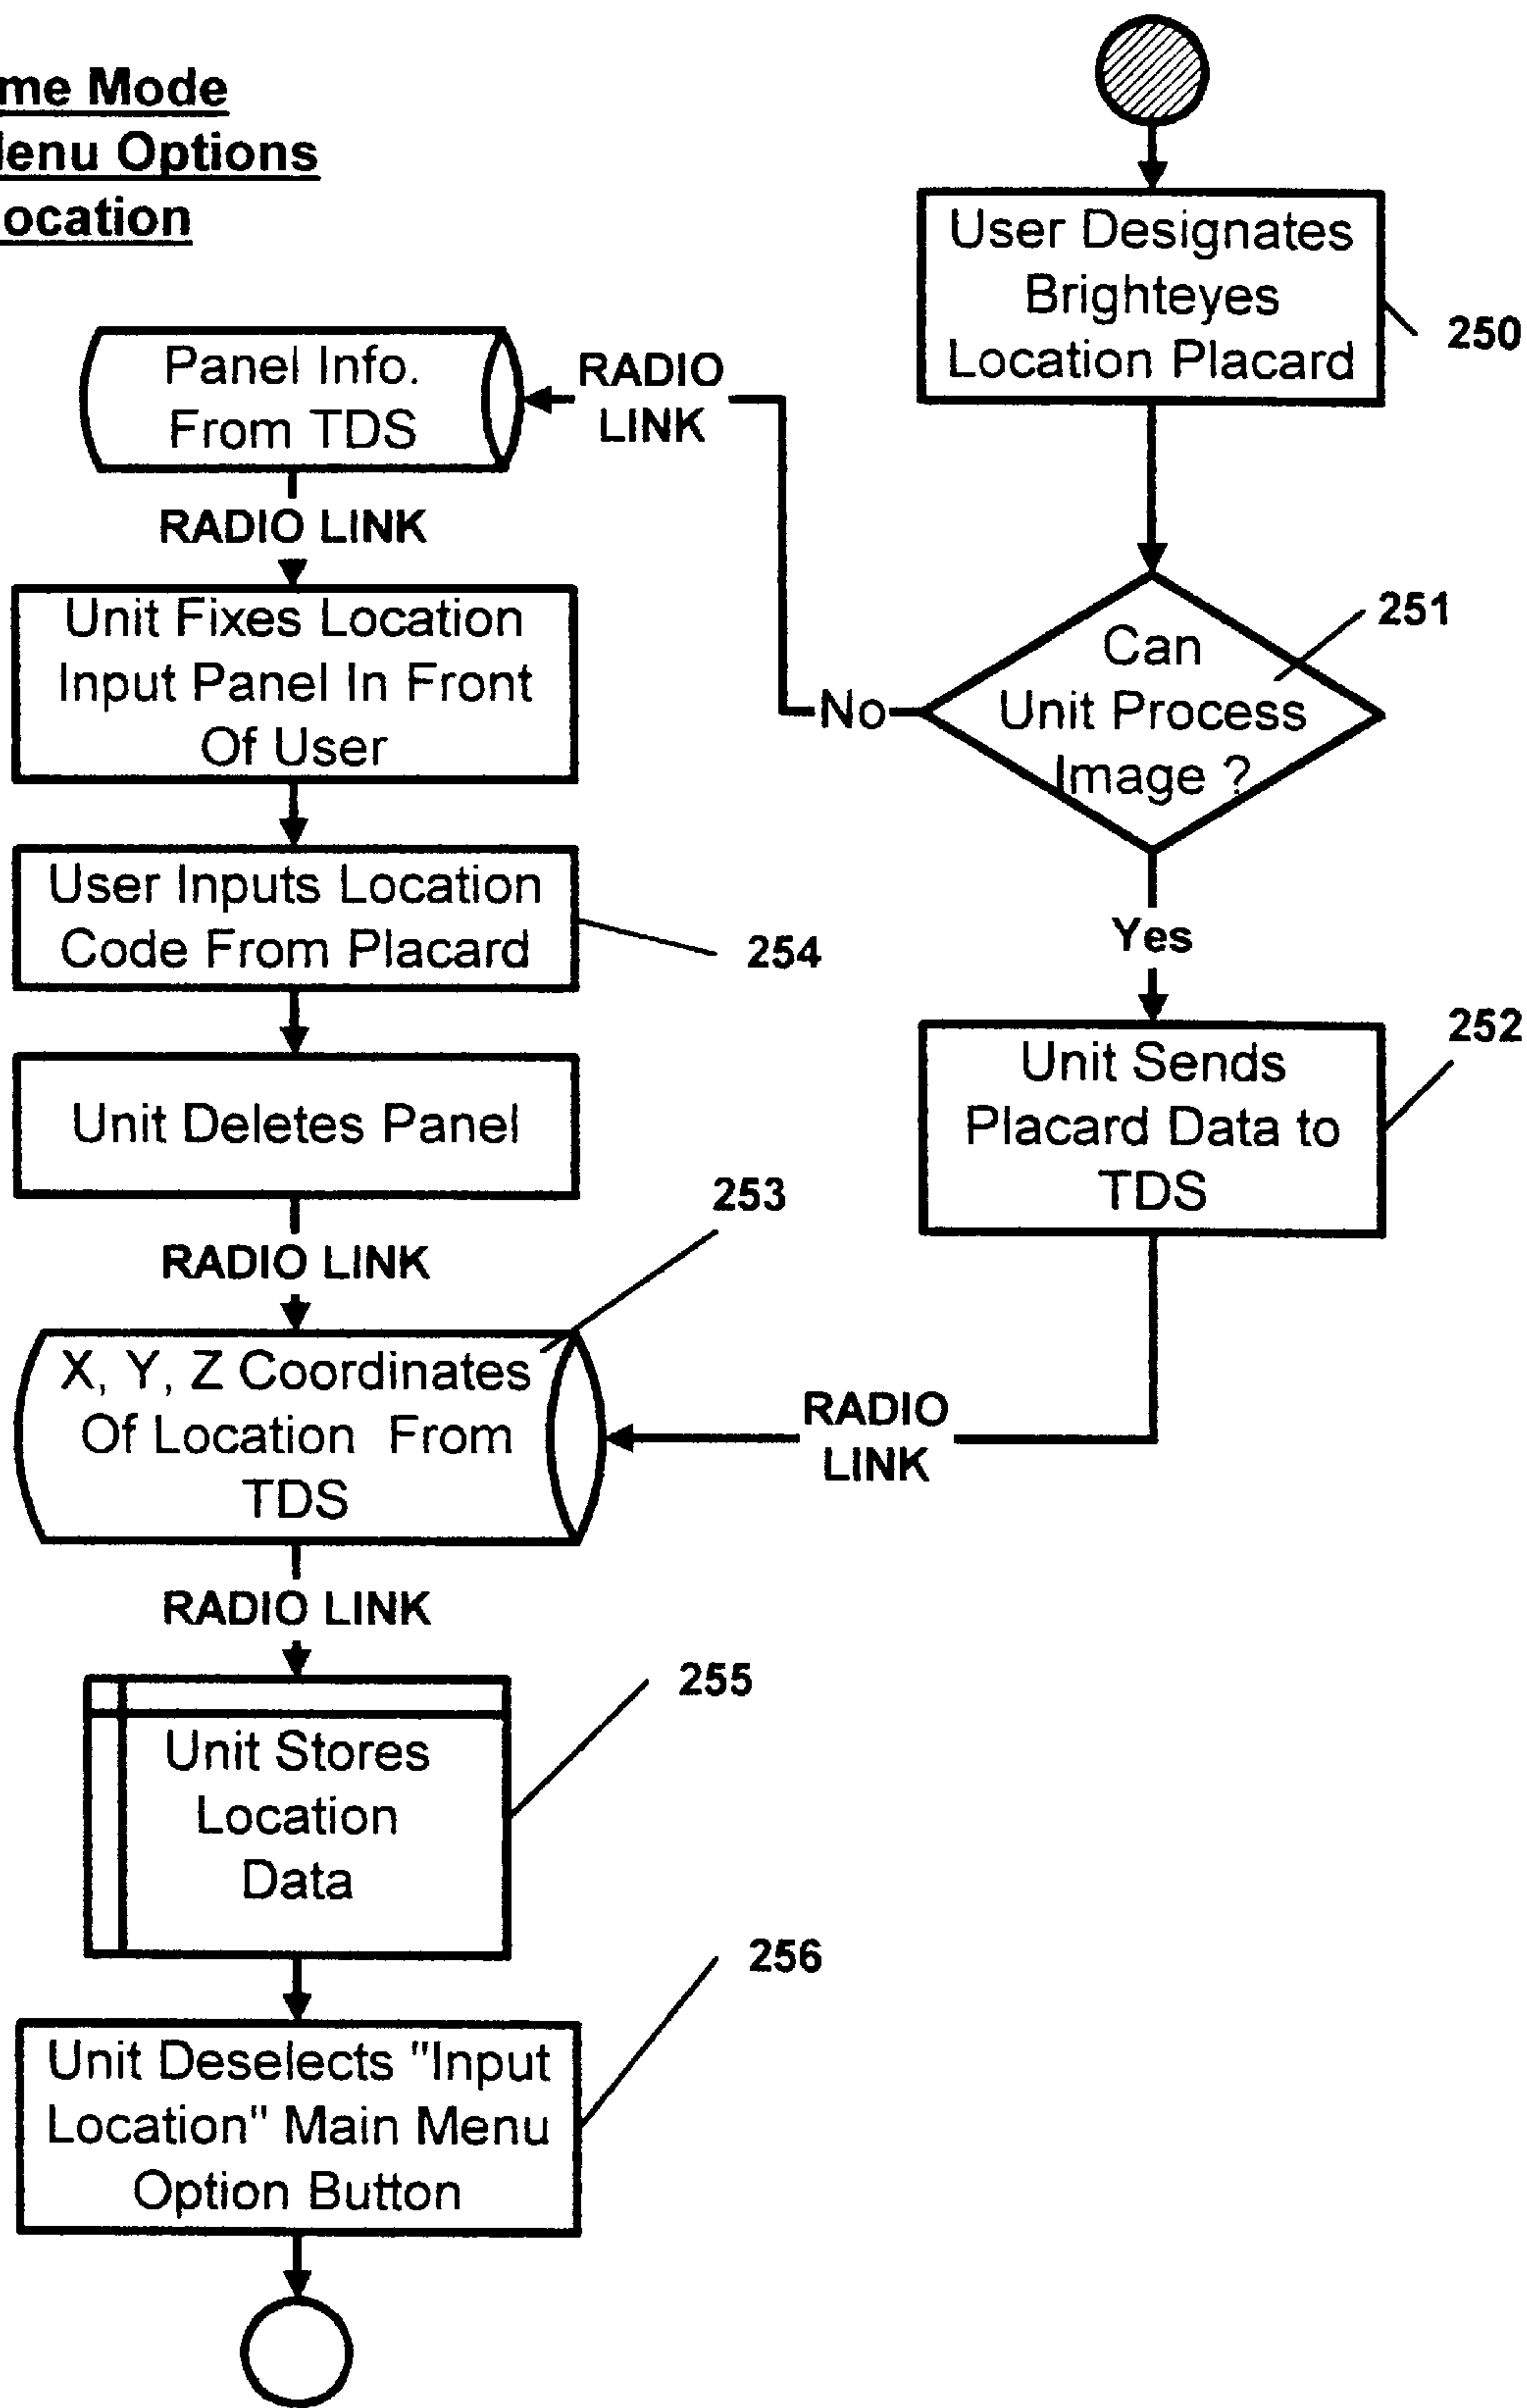 me Mode
enu Options
ocation
User Designates
Brighteyes
Location Placard
250
Panel Info.
From TDS
RADIO
LINK
RADIO LINK
Unit Fixes Location
Input Panel In Front
Of User
251
Can
Unit Process
Image ?
No
User Inputs Location
Code From Placard
254
Yes
Unit Deletes Panel
252
Unit Sends
Placard Data to
TDS
RADIO LINK
253
X, Y, Z Coordinates
Of Location From
TDS
RADIO
LINK
RADIO LINK
255
Unit Stores
Location
Data
256
Unit Deselects "Input
Location" Main Menu
Option Button